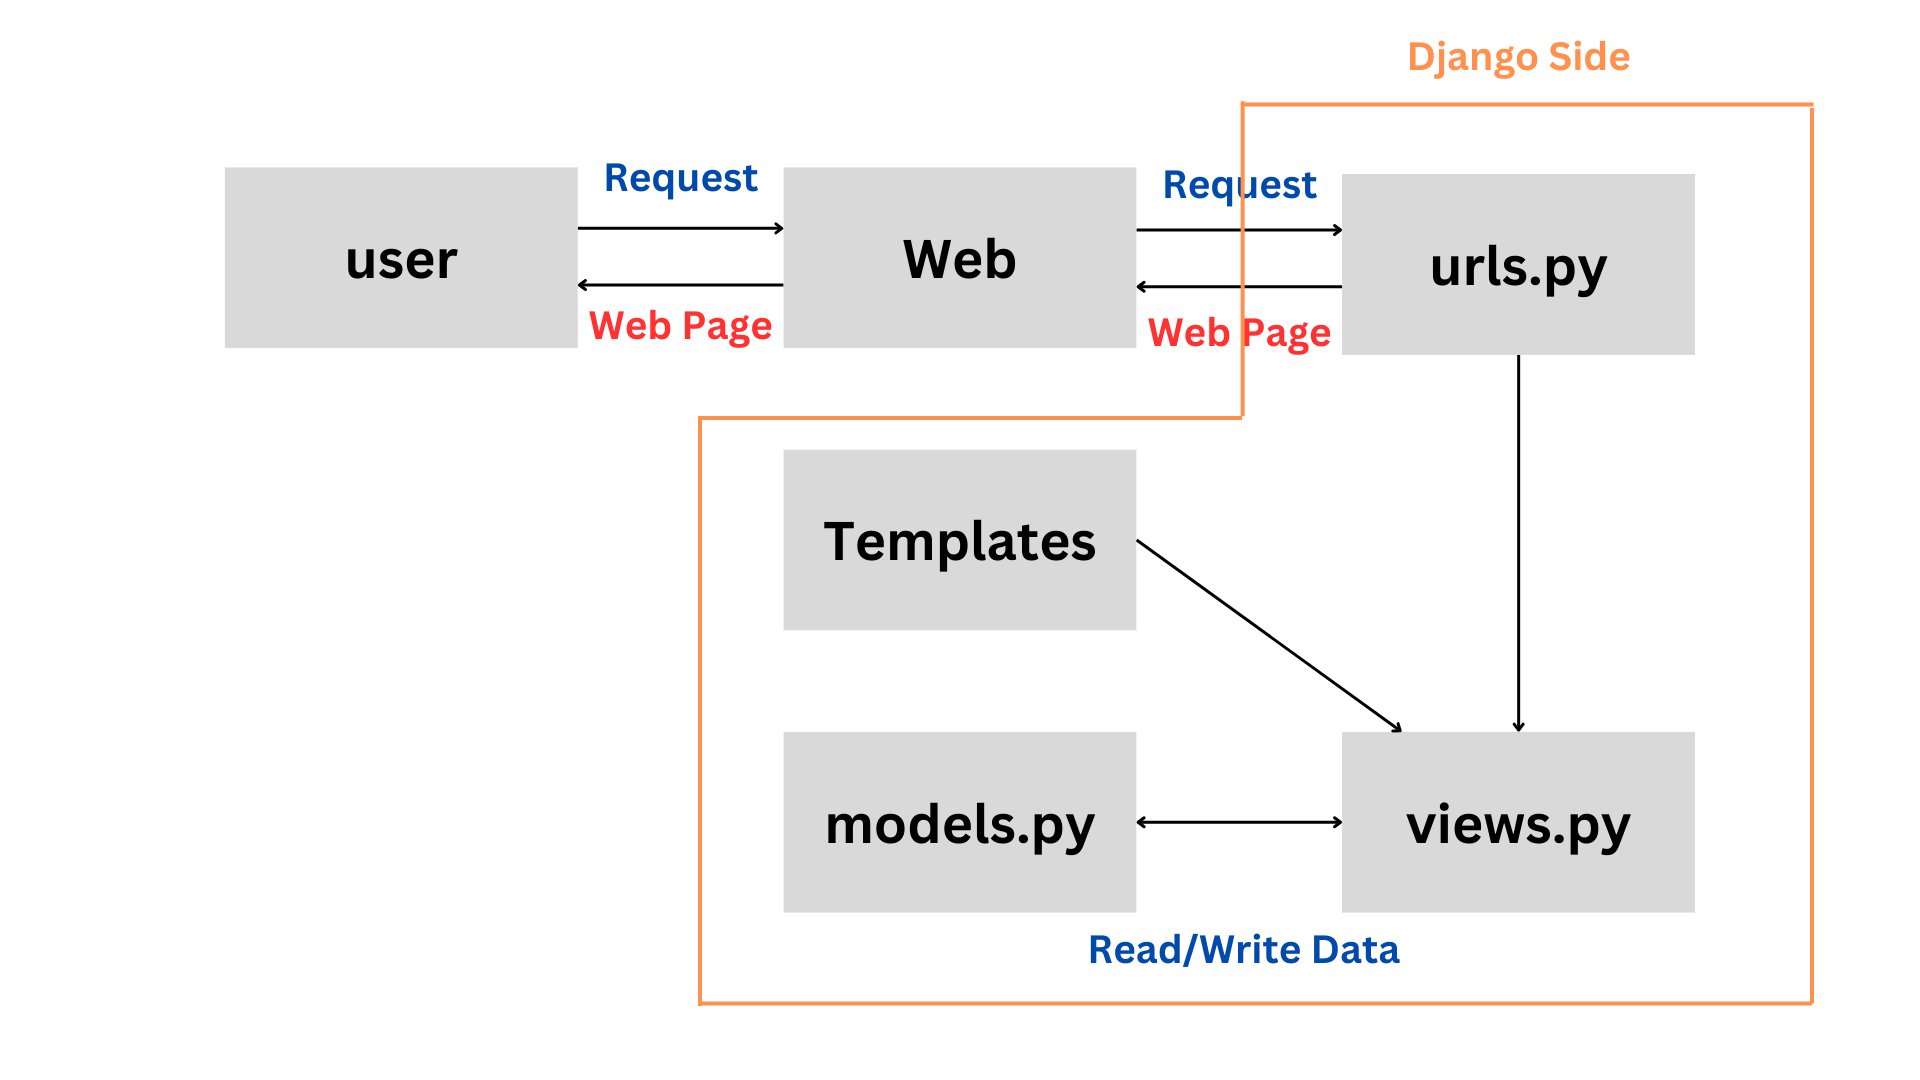 Django Side
Request
Request
user
Web
urls.py
Web Page
Web Page
Templates
models.py
views.py
Read/Write Data